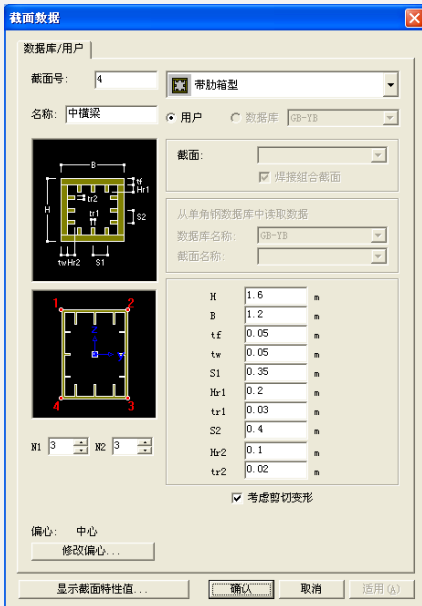 截面数据
数据库/用户
截面号: 4 带肋箱型
名称: 中横梁 用户 数据库 GB-YB
截面:
焊接组合截面
从单角钢数据库中读取数据
数据库名称: GB-YB
截面名称:
B
tf
Hr1
tr2
H
tr1
S2
tw Hr2 S1
1 2
z
y
4 3
H 1.6 m
B 1.2 m
tf 0.05 m
tw 0.05 m
S1 0.35 m
Hr1 0.2 m
tr1 0.03 m
S2 0.4 m
Hr2 0.1 m
tr2 0.02 m
N1 3 N2 3
考虑剪切变形
偏心: 中心
修改偏心...
显示截面特性值... 确认 取消 适用(A)